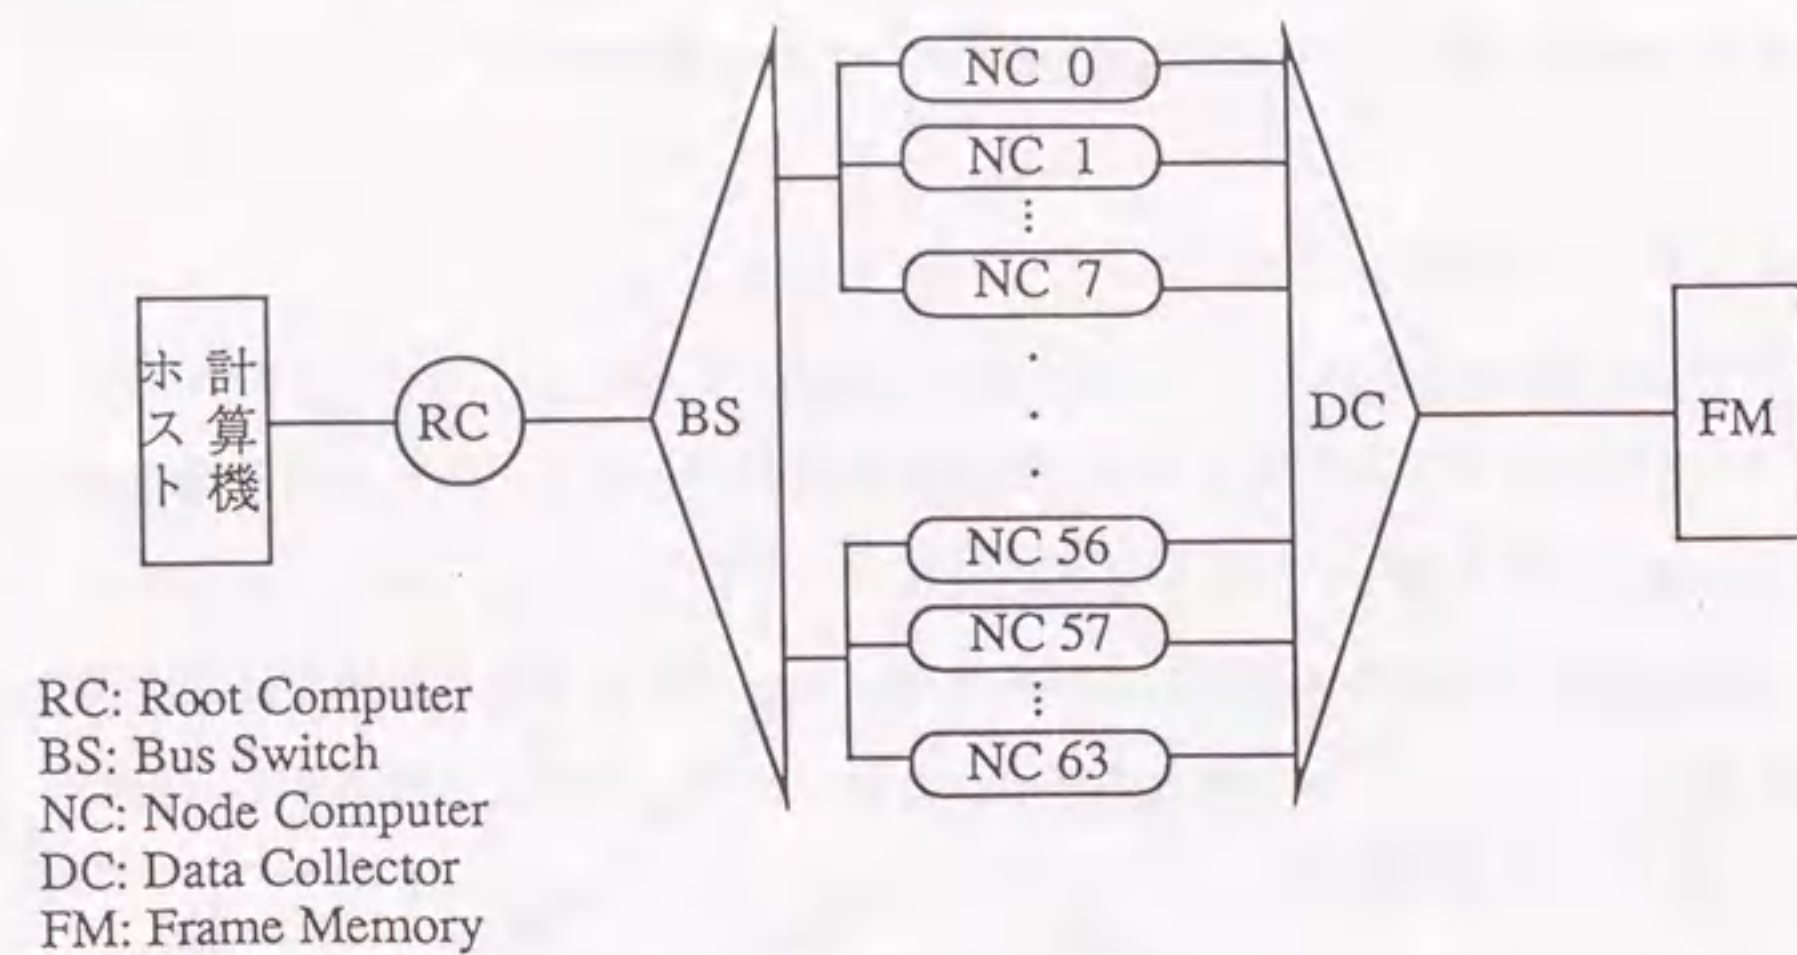 ホスト
計算機
RC
BS
NC 0
NC 1
NC 7
NC 56
NC 57
NC 63
DC
FM
RC: Root Computer
BS: Bus Switch
NC: Node Computer
DC: Data Collector
FM: Frame Memory